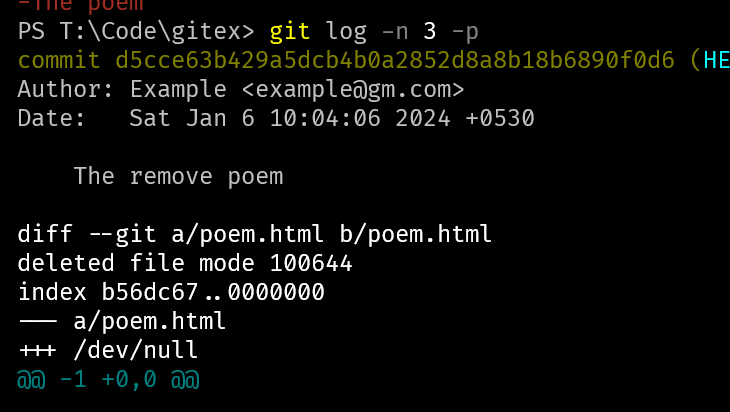 -The poem
PS T:\Code\gitex> git log -n 3 -p
commit d5cce63b429a5dcb4b0a2852d8a8b18b6890f0d6 (HE
Author: Example <example@gm.com>
Date:   Sat Jan 6 10:04:06 2024 +0530
The remove poem
diff --git a/poem.html b/poem.html
deleted file mode 100644
index b56dc67..0000000
--- a/poem.html
+++ /dev/null
@@ -1 +0,0 @@